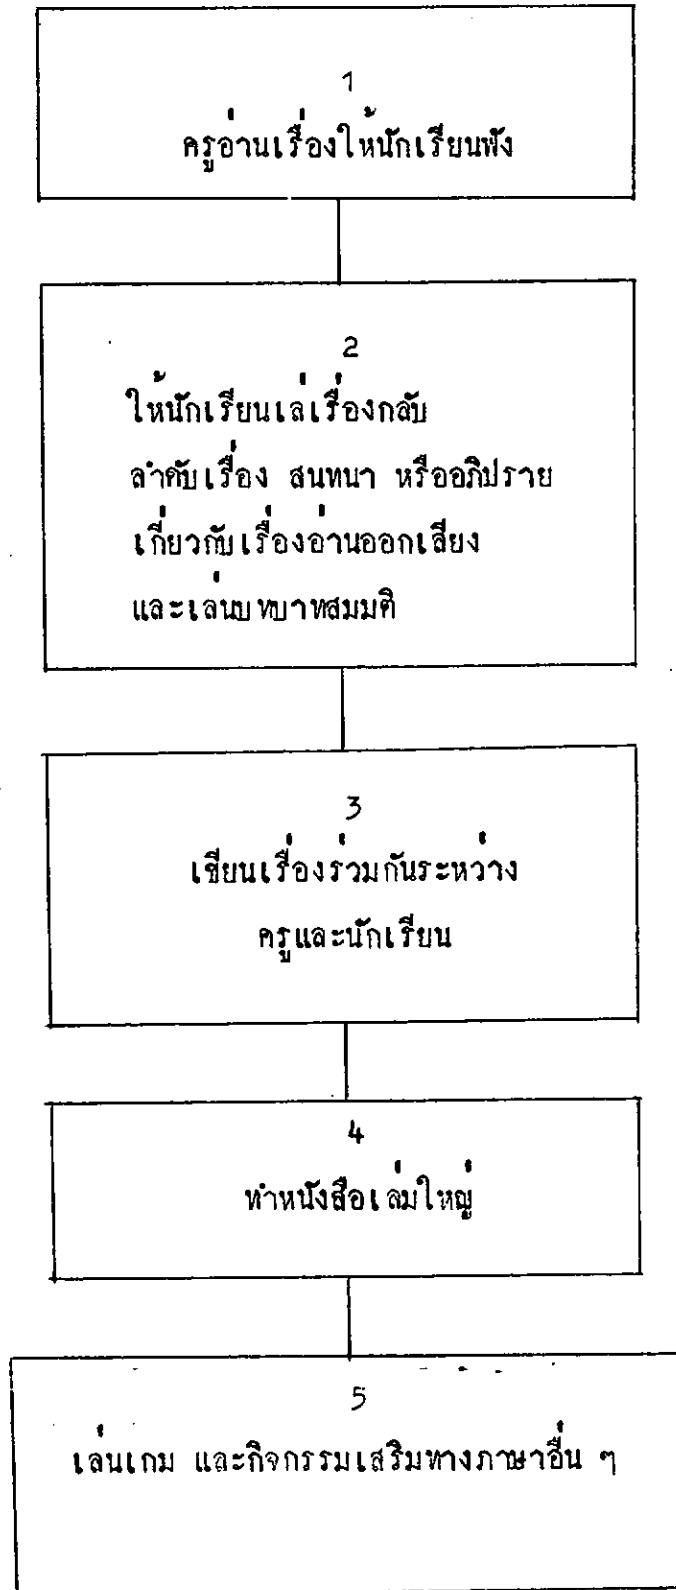 1
ครูอ่านเรื่องให้นักเรียนฟัง
2
ให้นักเรียนเล่เรื่องกลับ
ลำดับเรื่อง สนทนา หรืออภิปราย
เกี่ยวกับเรื่องอ่านออกเสียง
และเล่นบทบาทสมมติ
3
เขียนเรื่องร่วมกันระหว่าง
ครูและนักเรียน
4
ทำหนังสือเล่มใหญ่
5
เล่นเกม และกิจกรรมเสริมทางภาษาอื่น ๆ